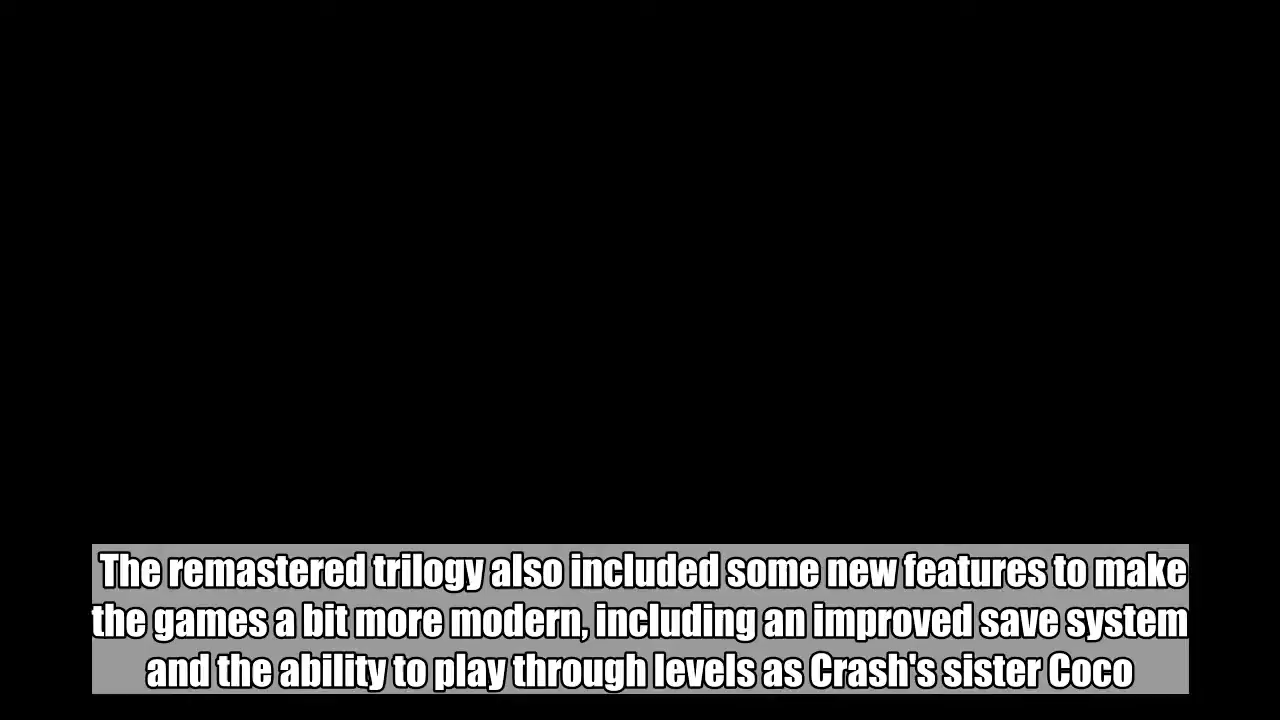 The remastered trilogy also included some new features to make
the games a bit more modern, including an improved save system
and the ability to play through levels as Crash's sister Coco